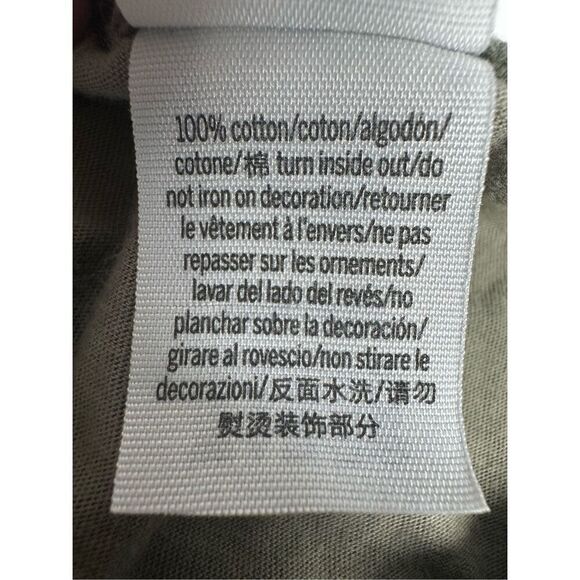 100% cotton/coton/algodón/
cotone/棉 turn inside out/do
not iron on decoration/retourner
le vêtement à l'envers/ne pas
repasser sur les ornements/
lavar del lado del revés/no
planchar sobre la decoración/
girare al rovescio/non stirare le
decorazioni/反面水洗/请勿
熨烫装饰部分